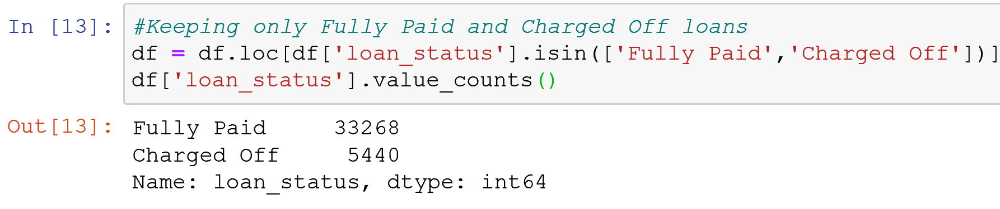 In [13]: #Keeping only Fully Paid and Charged Off loans
df = df.loc[df['loan_status'].isin(['Fully Paid','Charged Off'])]
df['loan_status'].value_counts()
Out[13]: Fully Paid     33268
Charged Off     5440
Name: loan_status, dtype: int64